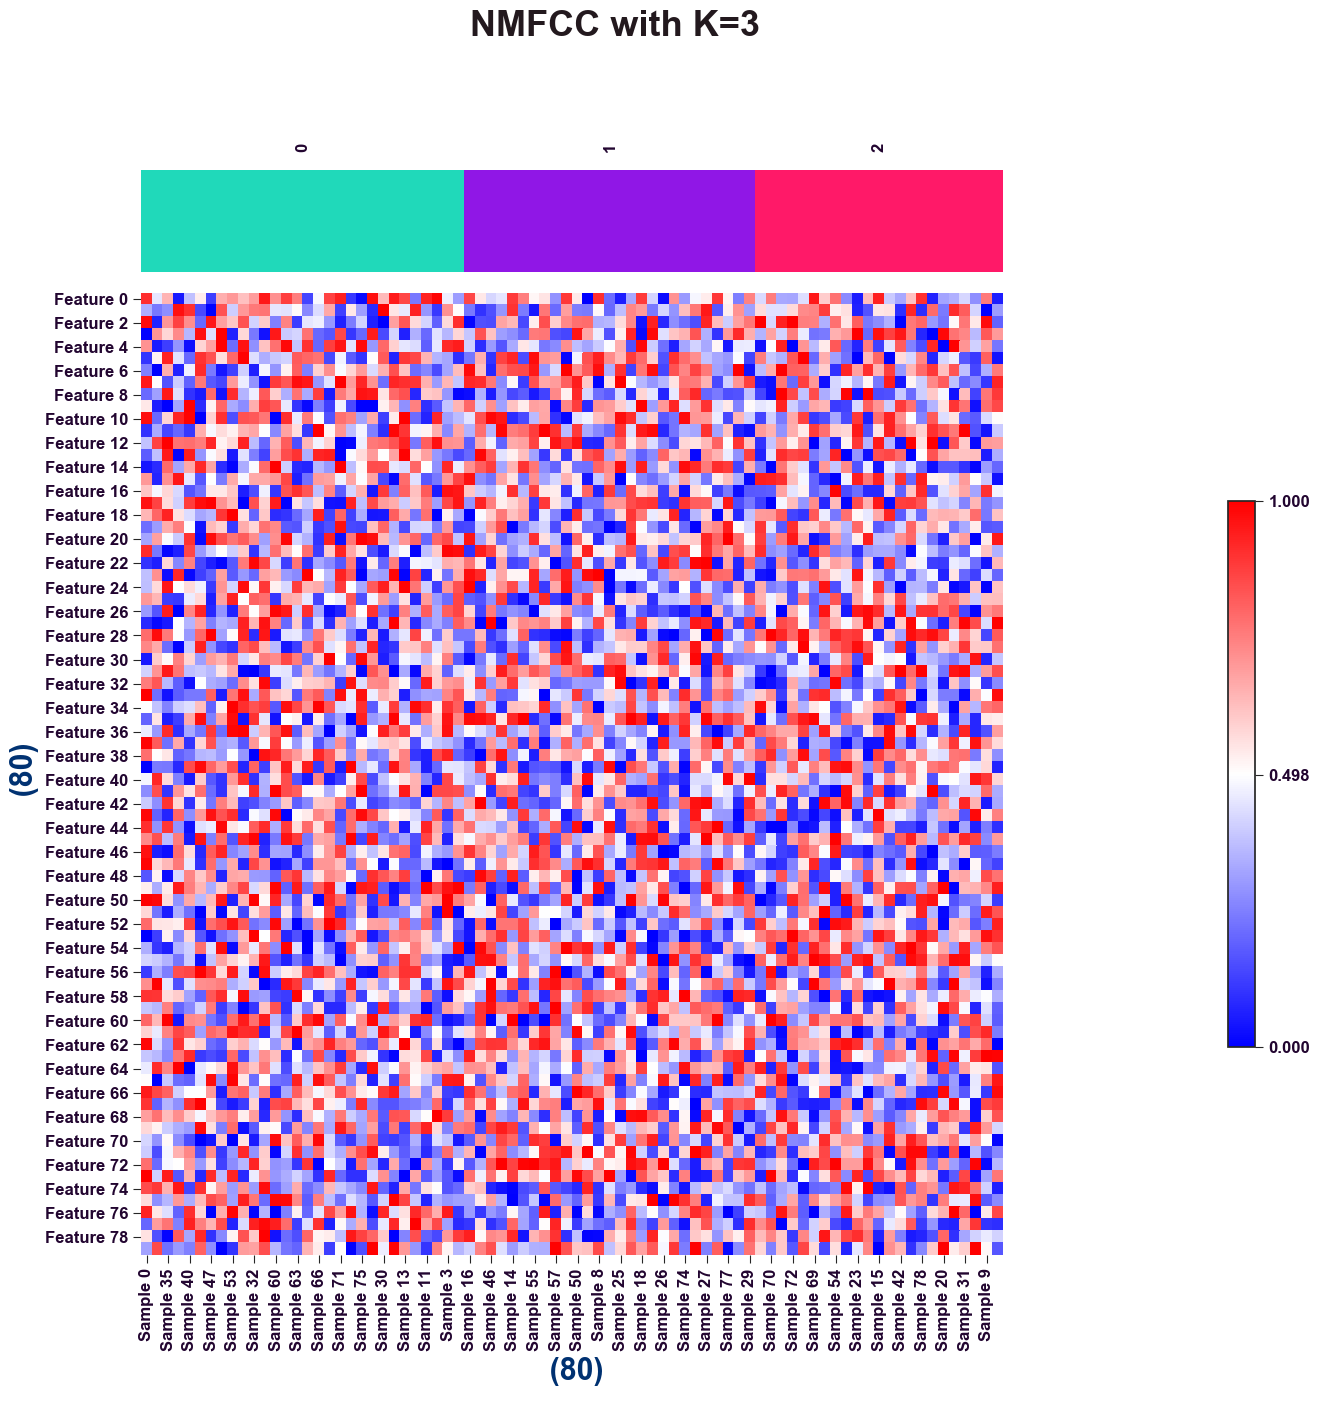 NMFCC with K=3
0
1
2
Feature 0
Feature 2
Feature 4
Feature 6
Feature 8
Feature 10
Feature 12
Feature 14
Feature 16
Feature 18
Feature 20
Feature 22
Feature 24
Feature 26
Feature 28
Feature 30
Feature 32
Feature 34
Feature 36
Feature 38
Feature 40
Feature 42
Feature 44
Feature 46
Feature 48
Feature 50
Feature 52
Feature 54
Feature 56
Feature 58
Feature 60
Feature 62
Feature 64
Feature 66
Feature 68
Feature 70
Feature 72
Feature 74
Feature 76
Feature 78
(80)
Sample 0
Sample 35
Sample 40
Sample 47
Sample 53
Sample 32
Sample 60
Sample 63
Sample 66
Sample 71
Sample 75
Sample 30
Sample 13
Sample 11
Sample 3
Sample 16
Sample 46
Sample 14
Sample 55
Sample 57
Sample 50
Sample 8
Sample 25
Sample 18
Sample 26
Sample 74
Sample 27
Sample 77
Sample 29
Sample 70
Sample 72
Sample 69
Sample 54
Sample 23
Sample 15
Sample 42
Sample 78
Sample 20
Sample 31
Sample 9
(80)
1.000
0.498
0.000